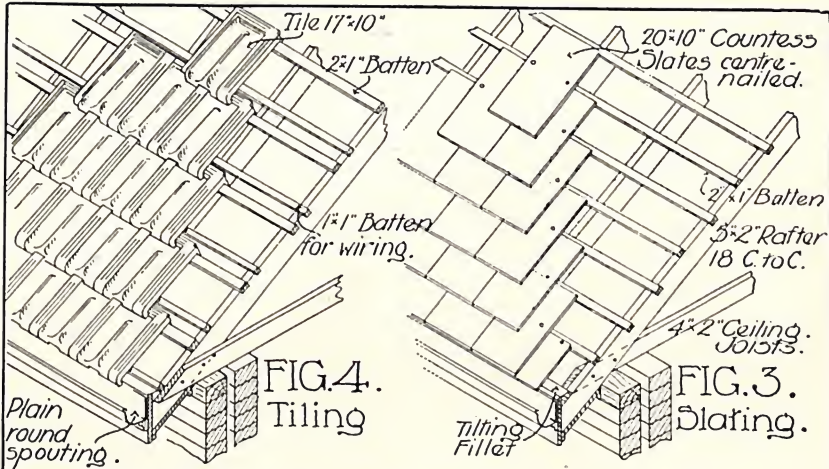 Tile 17"x10"
2"x1" Batten
1"x1" Batten
for wiring.
FIG.4.
Tiling
Plain
round
spouting.
20"x10" Countess
Slates centre-
nailed.
2"x1" Batten
5"x2" Rafter
18 C. to C.
4"x2" Ceiling
Joists.
FIG.3.
Slating.
Tilting
Fillet